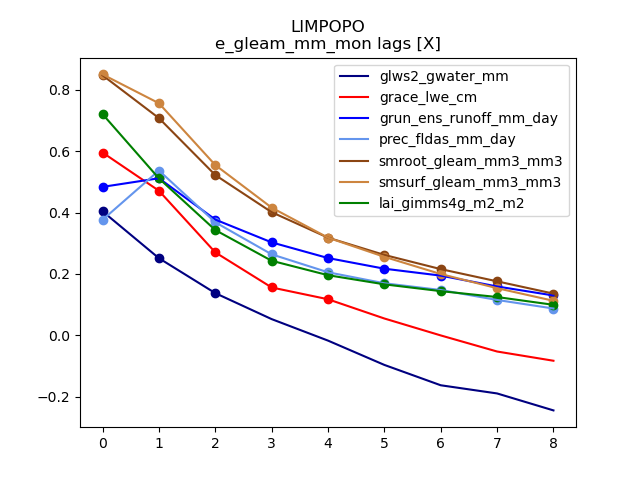 LIMPOPO
e_gleam_mm_mon lags [X]
glws2_gwater_mm
grace_lwe_cm
grun_ens_runoff_mm_day
prec_fldas_mm_day
smroot_gleam_mm3_mm3
smsurf_gleam_mm3_mm3
lai_gimms4g_m2_m2
0.8
0.6
0.4
0.2
0.0
−0.2
0 1 2 3 4 5 6 7 8